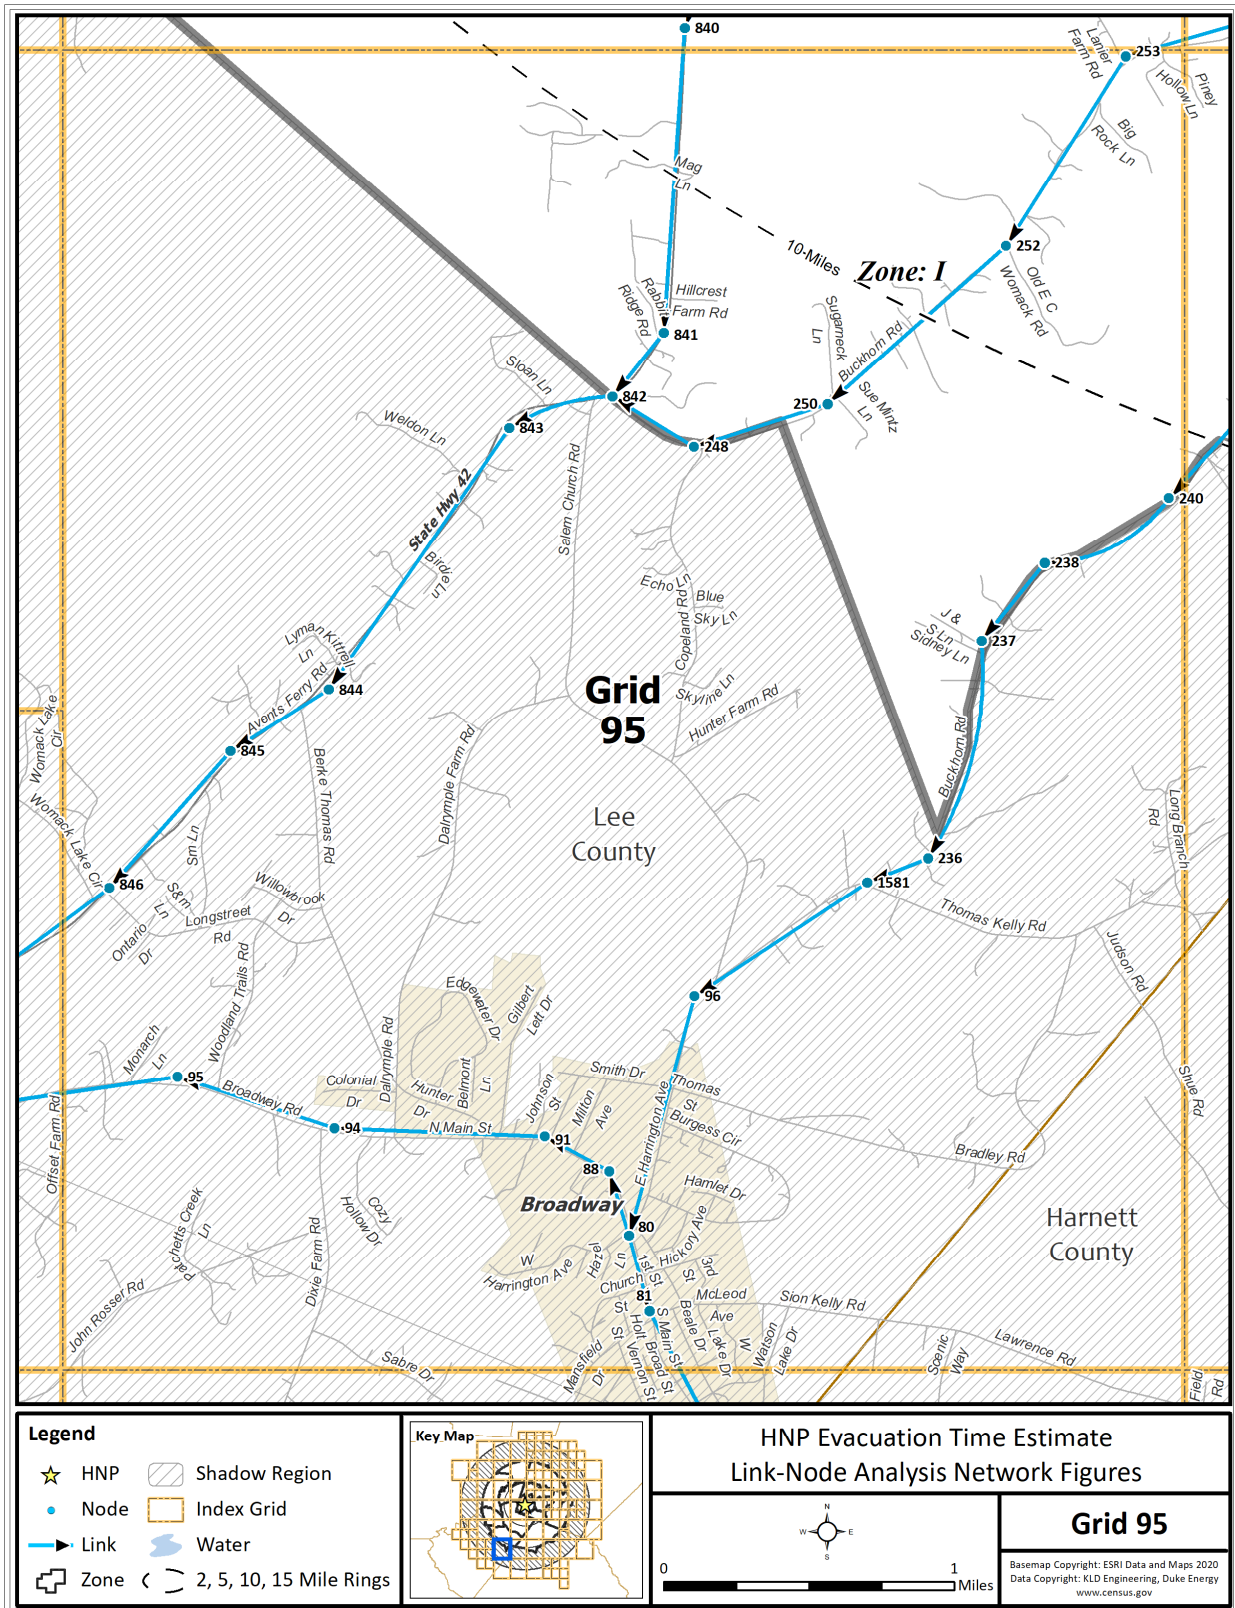 840
253
Lanier
Farm Rd
Piney
Hollow Ln
Big
Rock Ln
Mag
Ln
10-Miles
Zone: I
252
Old E C
Womack Rd
Rabbit
Ridge Rd
Hillcrest
Farm Rd
841
Sugarneck
Ln
Buckhorn Rd
Sloan Ln
842
250
Sue Mintz
Ln
Weldon Ln
843
248
State Hwy 42
Salem Church Rd
240
Birdie
Ln
238
Echo Ln
Blue
Sky Ln
Copeland Rd
J &
S Ln
Sidney Ln
237
Lyman Kittrell
Ln
844
Avents Ferry Rd
Skyline Ln
Hunter Farm Rd
Grid
95
Womack Lake
Cir
845
Berke Thomas Rd
Dalrymple Farm Rd
Buckhorn Rd
Lee
County
Long Branch
Rd
Womack Lake Cir
Sm Ln
236
846
1581
S&m
Ln
Willowbrook
Dr
Longstreet
Rd
Ontario
Dr
Thomas Kelly Rd
Judson Rd
Woodland Trails Rd
Edgewater Dr
Gilbert
Lett Dr
96
Monarch
Ln
95
Dalrymple Rd
Colonial
Dr
Hunter
Dr
Belmont
Ln
Johnson
St
Smith Dr
Thomas
St
Milton
Ave
Shue Rd
Broadway Rd
Offset Farm Rd
94
N Main St
91
Burgess Cir
E Harrington Ave
Bradley Rd
88
Hamlet Dr
Broadway
Patchetts Creek
Ln
Cozy
Hollow Dr
80
Harnett
County
Hickory Ave
W
Harrington Ave
Hazel
Ln
1st St
3rd
St
Dixie Farm Rd
Church
St
81
McLeod
Ave
Sion Kelly Rd
John Rosser Rd
Beale Dr
S Main St
Holt
Broad St
St
Vernon St
W
Lake Dr
Watson
Lake Dr
Scenic
Way
Lawrence Rd
Sabre Dr
Mansfield
Dr
Field
Rd
Legend
HNP
Shadow Region
Node
Index Grid
Link
Water
Zone
2, 5, 10, 15 Mile Rings
Key Map
HNP Evacuation Time Estimate
Link-Node Analysis Network Figures
N
W
E
S
0
1
Miles
Grid 95
Basemap Copyright: ESRI Data and Maps 2020
Data Copyright: KLD Engineering, Duke Energy
www.census.gov